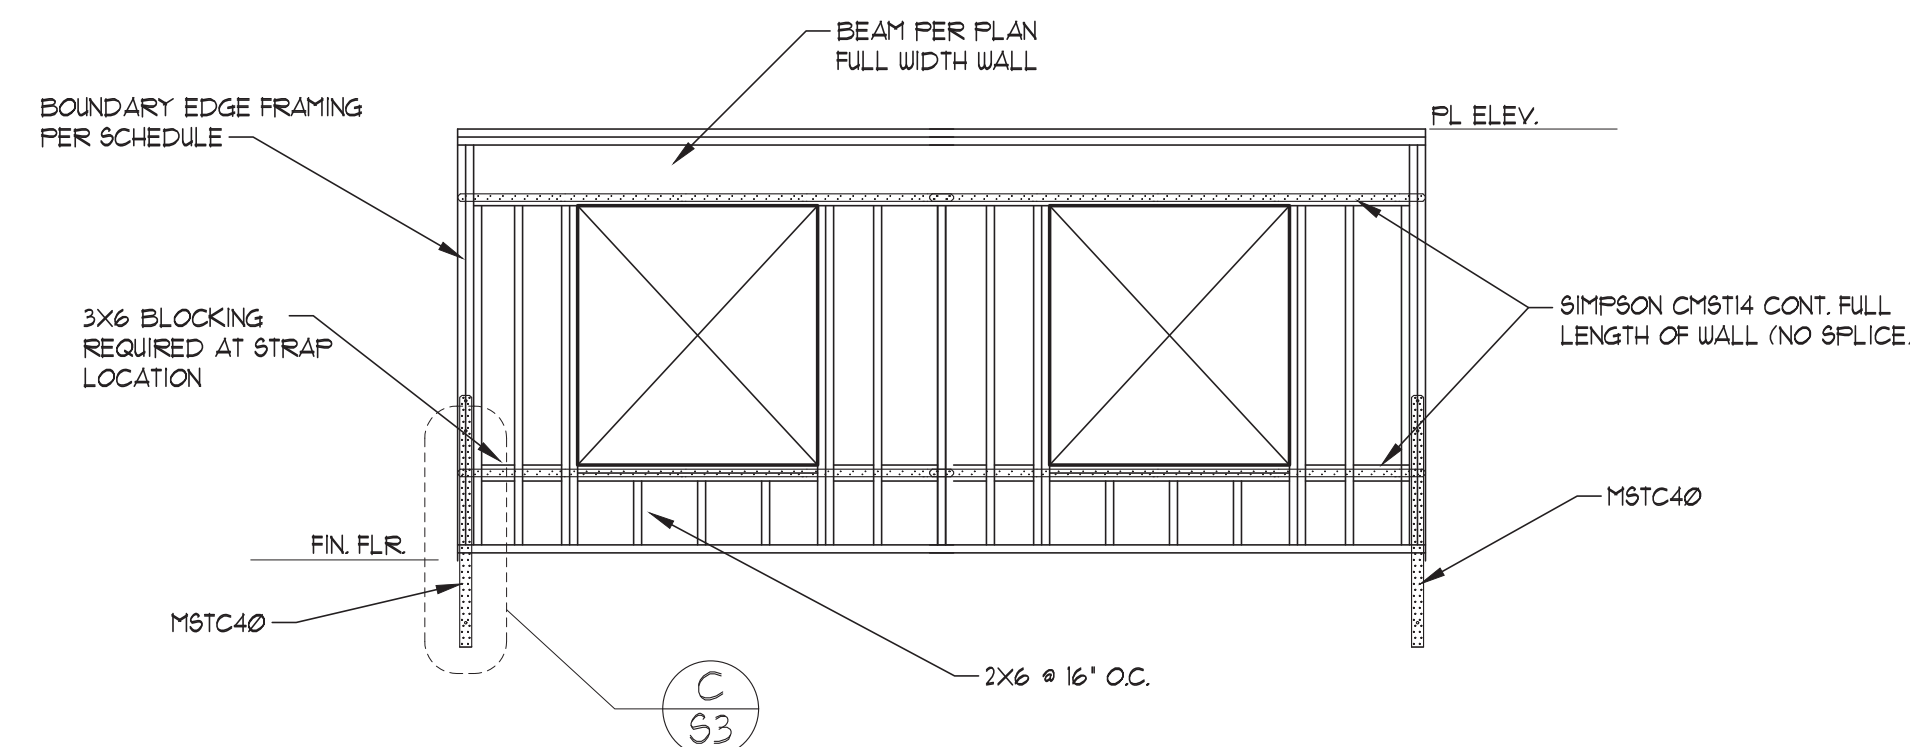 BEAM PER PLAN
FULL WIDTH WALL
BOUNDARY EDGE FRAMING
PER SCHEDULE
PL ELEV.
3X6 BLOCKING
REQUIRED AT STRAP
LOCATION
SIMPSON CMST14 CONT. FULL
LENGTH OF WALL (NO SPLICE
MSTC40
FIN. FLR.
MSTC40
2X6 @ 16" O.C.
C
S3